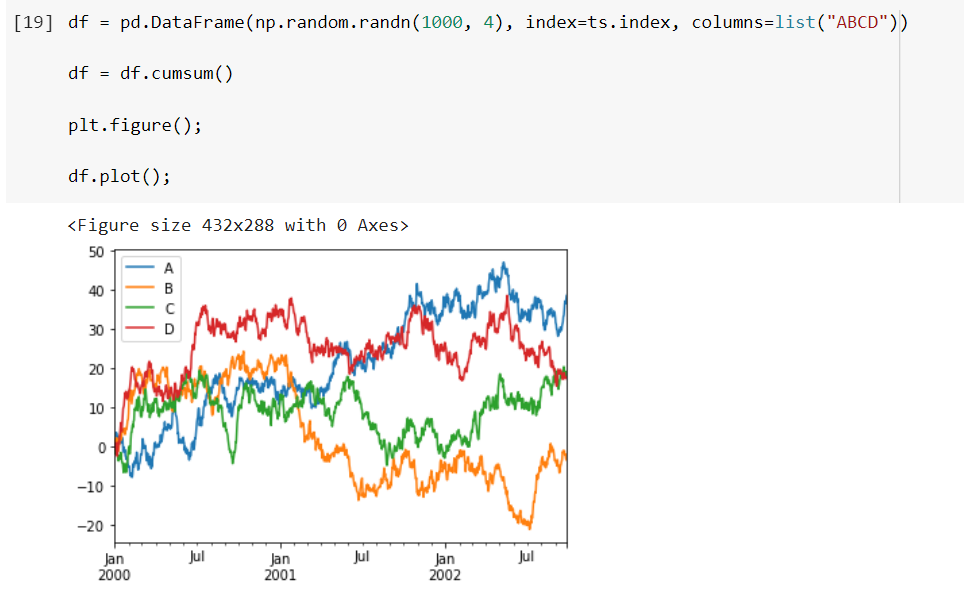 [19] df = pd.DataFrame(np.random.randn(1000, 4), index=ts.index, columns=list("ABCD"))
df = df.cumsum()
plt.figure();
df.plot();
<Figure size 432x288 with 0 Axes>
50
40
30
20
10
0
−10
−20
A
B
C
D
Jan Jul Jan Jul Jan Jul
2000 2001 2002